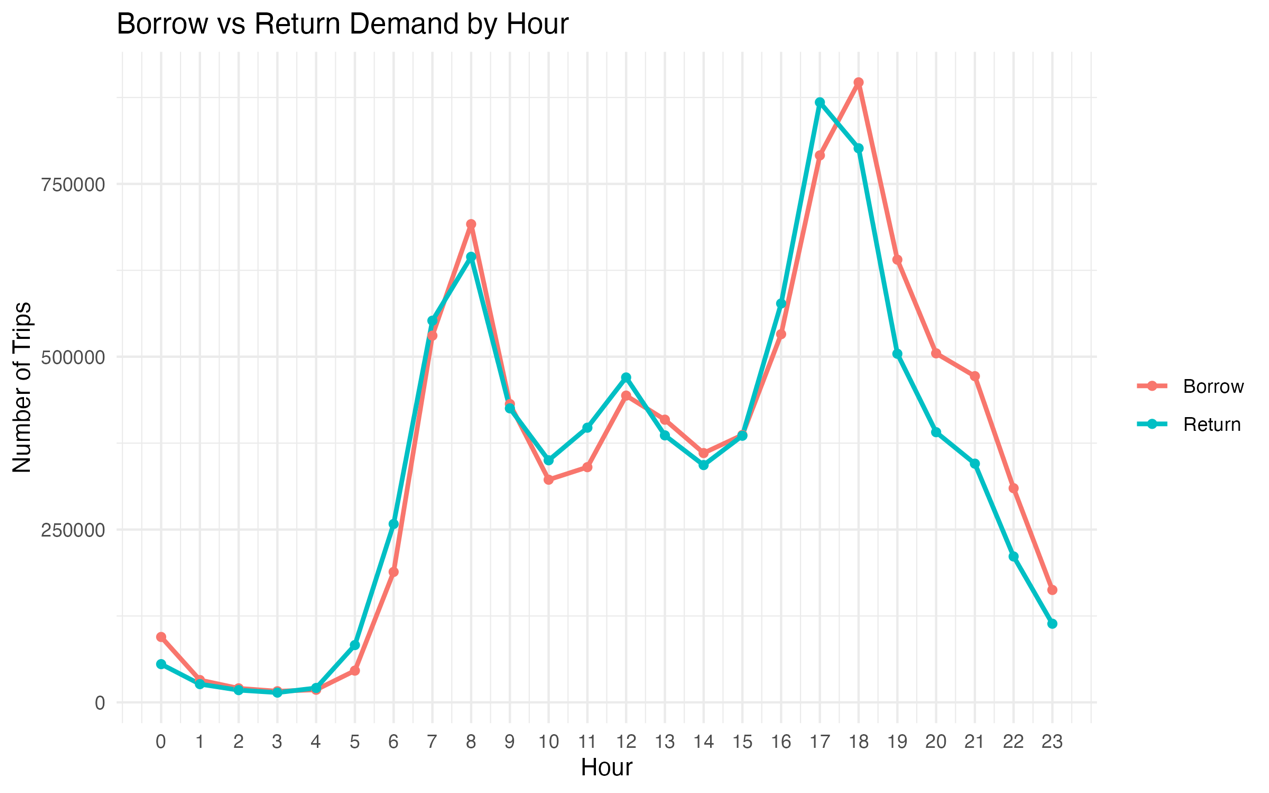 Borrow vs Return Demand by Hour
Number of Trips
750000
500000
250000
0
0 1 2 3 4 5 6 7 8 9 10 11 12 13 14 15 16 17 18 19 20 21 22 23
Hour
Borrow
Return